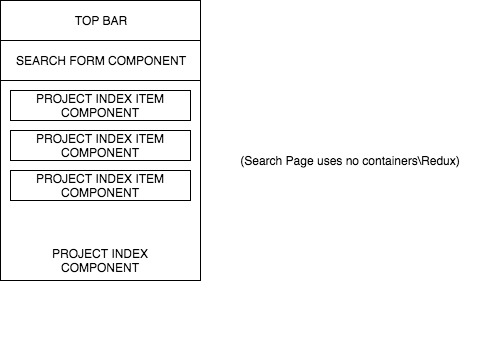 TOP BAR
SEARCH FORM COMPONENT
PROJECT INDEX ITEM
COMPONENT
PROJECT INDEX ITEM
COMPONENT
PROJECT INDEX ITEM
COMPONENT
(Search Page uses no containers\Redux)
PROJECT INDEX
COMPONENT